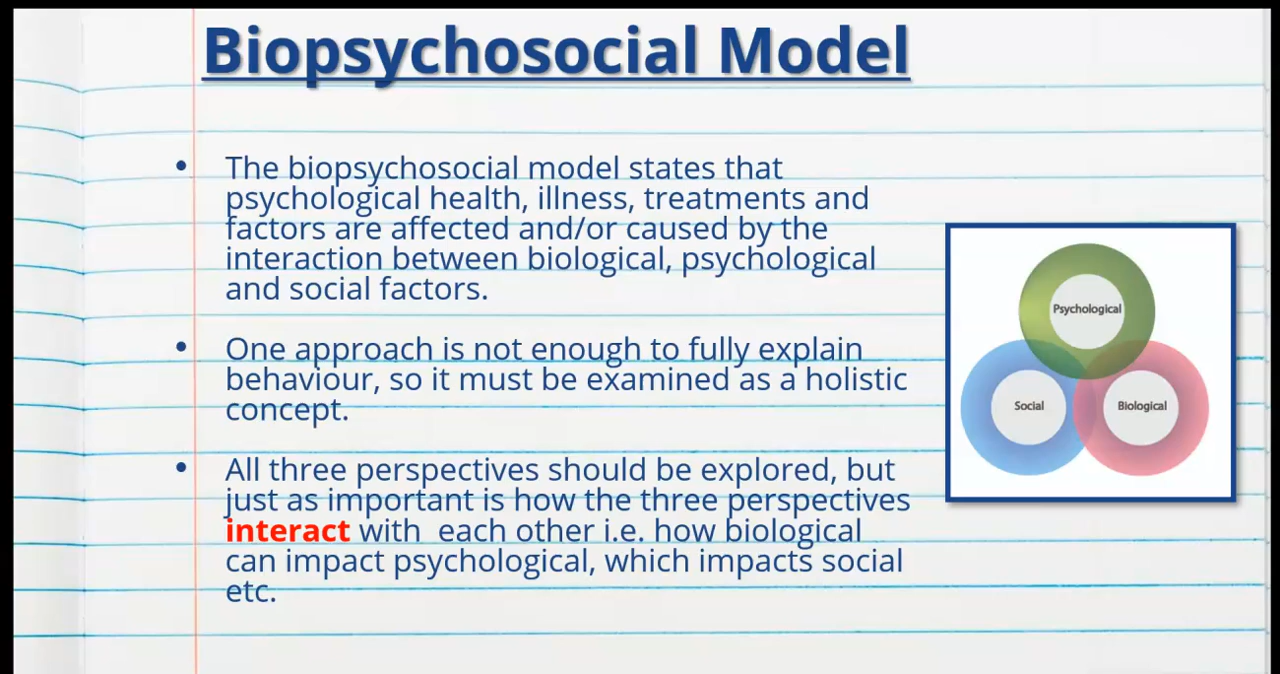 Biopsychosocial Model
• The biopsychosocial model states that
psychological health, illness, treatments and
factors are affected and/or caused by the
interaction between biological, psychological
and social factors.
• One approach is not enough to fully explain
behaviour, so it must be examined as a holistic
concept.
• All three perspectives should be explored, but
just as important is how the three perspectives
interact with  each other i.e. how biological
can impact psychological, which impacts social
etc.
Psychological
Social
Biological